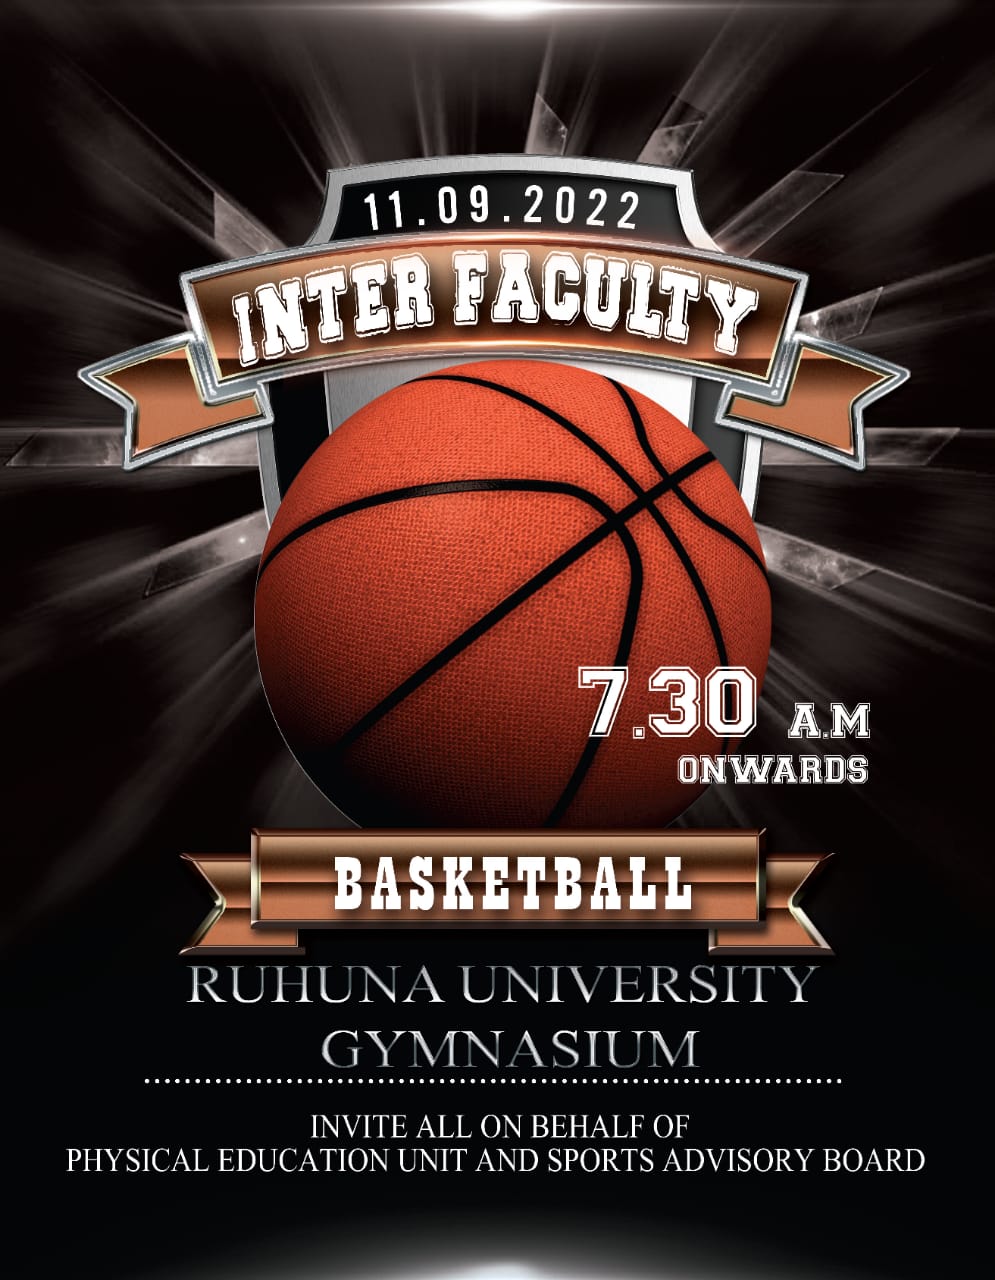 11.09.2022
INTER FACULTY
7.30 A.M
ONWARDS
BASKETBALL
RUHUNA UNIVERSITY
GYMNASIUM
INVITE ALL ON BEHALF OF
PHYSICAL EDUCATION UNIT AND SPORTS ADVISORY BOARD